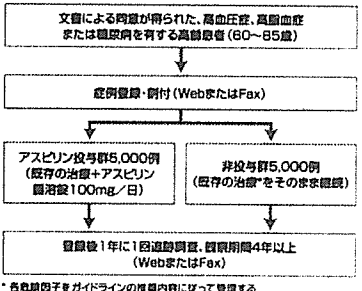 文書による同意が得られた、高血圧症、高脂血症
または糖尿病を有する高齢患者(60〜85歳)
症例登録・割付(WebまたはFax)
アスピリン投与群5,000例
(既存の治療+アスピリン
腸溶錠100mg/日)
非投与群5,000例
(既存の治療*をそのまま継続)
登録後1年に1回追跡調査、観察期間4年以上
(WebまたはFax)
* 各危険因子をガイドラインの推奨内容に従って管理する